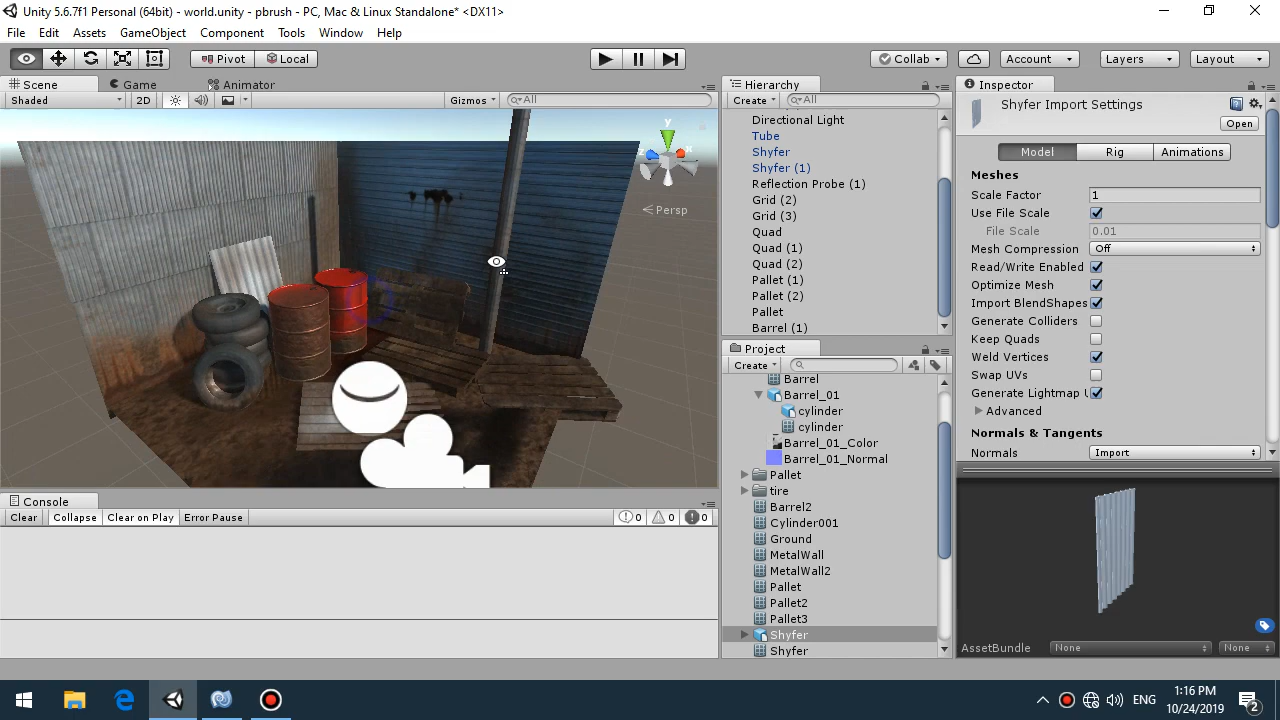 Unity 5.6.7f1 Personal (64bit) - world.unity - pbrush - PC, Mac & Linux Standalone* <DX11>
File Edit Assets GameObject Component Tools Window Help
Pivot Local Collab Account Layers Layout
Scene Game Animator
Shaded 2D Gizmos All
y
x
z
Persp
Hierarchy
Create All
Directional Light
Tube
Shyfer
Shyfer (1)
Reflection Probe (1)
Grid (2)
Grid (3)
Quad
Quad (1)
Quad (2)
Pallet (1)
Pallet (2)
Pallet
Barrel (1)
Project
Create
Barrel
Barrel_01
cylinder
cylinder
Barrel_01_Color
Barrel_01_Normal
Pallet
tire
Barrel2
Cylinder001
Ground
MetalWall
MetalWall2
Pallet
Pallet2
Pallet3
Shyfer
Shyfer
Inspector
Shyfer Import Settings
Open
Model Rig Animations
Meshes
Scale Factor 1
Use File Scale
File Scale 0.01
Mesh Compression Off
Read/Write Enabled
Optimize Mesh
Import BlendShapes
Generate Colliders
Keep Quads
Weld Vertices
Swap UVs
Generate Lightmap U
Advanced
Normals & Tangents
Normals Import
AssetBundle None None
Console
Clear Collapse Clear on Play Error Pause 0 0 0
ENG
1:16 PM
10/24/2019
2